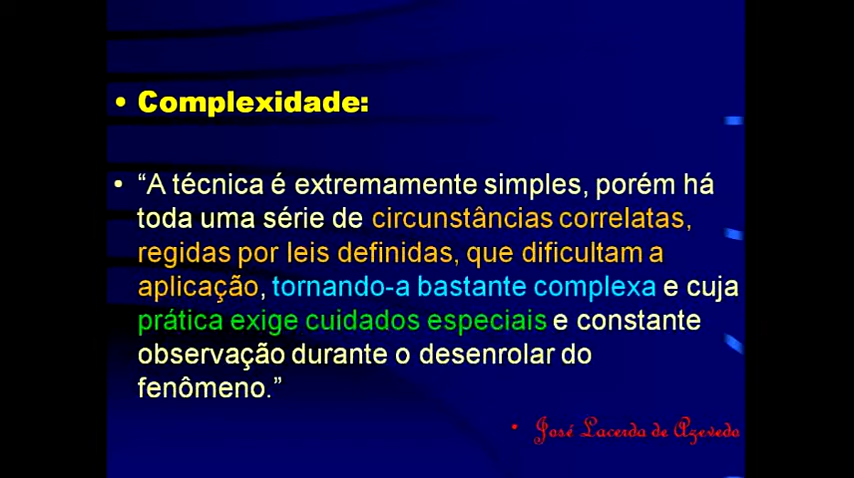 • Complexidade:
• “A técnica é extremamente simples, porém há
toda uma série de circunstâncias correlatas,
regidas por leis definidas, que dificultam a
aplicação, tornando-a bastante complexa e cuja
prática exige cuidados especiais e constante
observação durante o desenrolar do
fenômeno.”
• José Lacerda de Azevedo